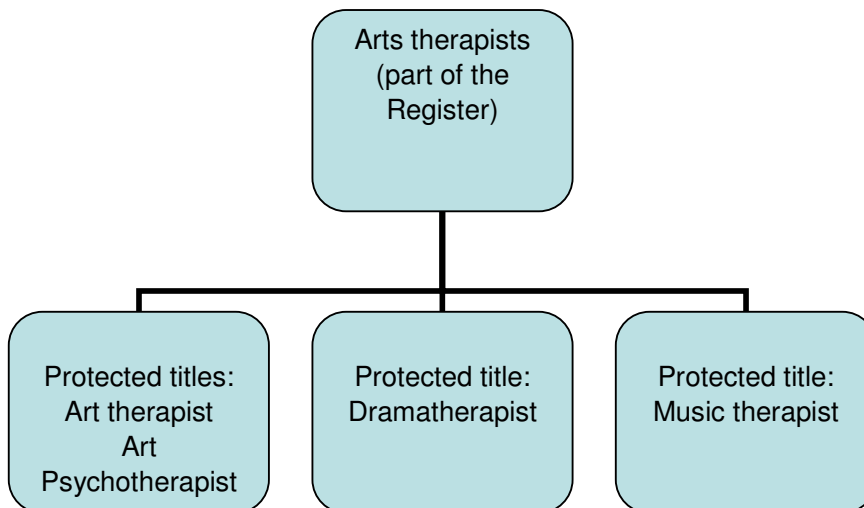 Arts therapists
(part of the
Register)
Protected titles:
Art therapist
Art
Psychotherapist
Protected title:
Dramatherapist
Protected title:
Music therapist